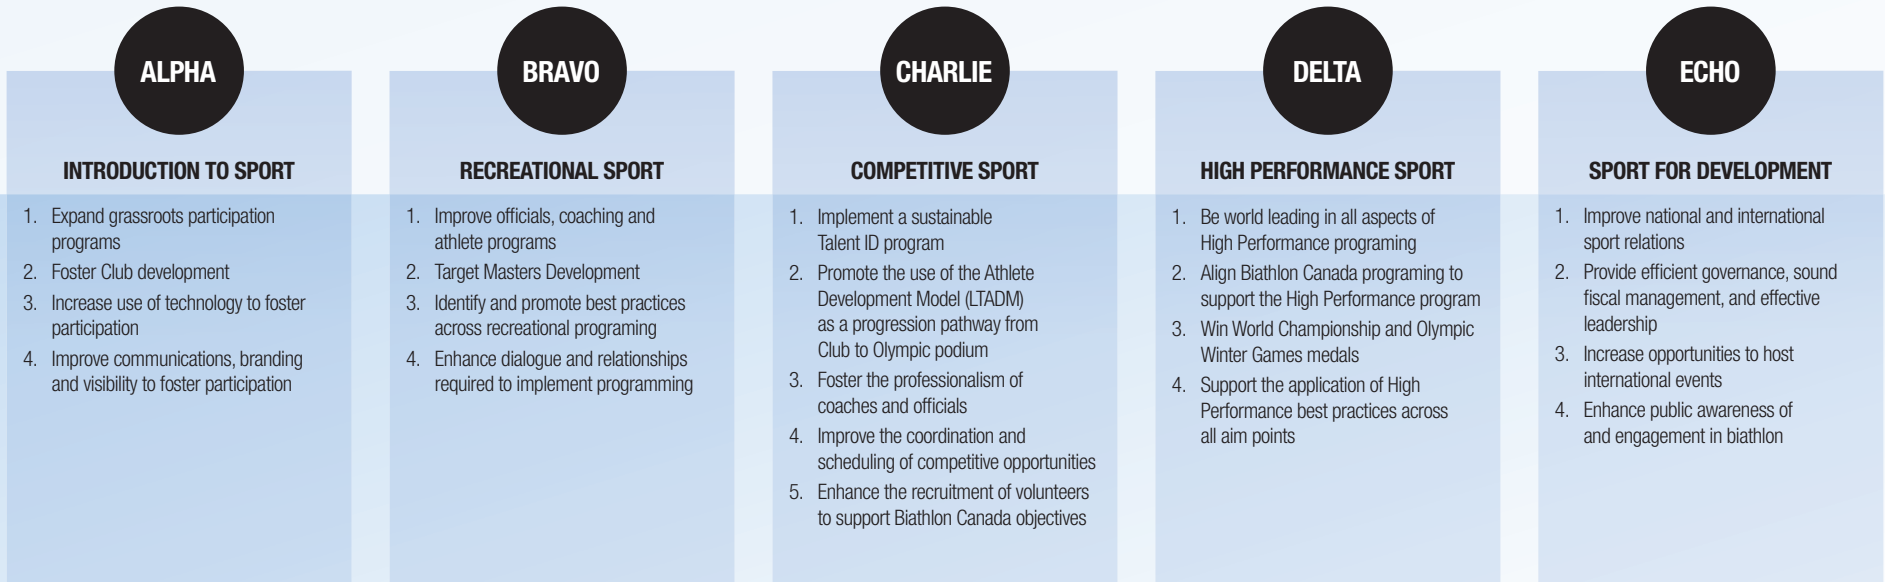 ALPHA
INTRODUCTION TO SPORT
1. Expand grassroots participation
programs
2. Foster Club development
3. Increase use of technology to foster
participation
4. Improve communications, branding
and visibility to foster participation
BRAVO
RECREATIONAL SPORT
1. Improve officials, coaching and
athlete programs
2. Target Masters Development
3. Identify and promote best practices
across recreational programing
4. Enhance dialogue and relationships
required to implement programming
CHARLIE
COMPETITIVE SPORT
1. Implement a sustainable
Talent ID program
2. Promote the use of the Athlete
Development Model (LTADM)
as a progression pathway from
Club to Olympic podium
3. Foster the professionalism of
coaches and officials
4. Improve the coordination and
scheduling of competitive opportunities
5. Enhance the recruitment of volunteers
to support Biathlon Canada objectives
DELTA
HIGH PERFORMANCE SPORT
1. Be world leading in all aspects of
High Performance programing
2. Align Biathlon Canada programing to
support the High Performance program
3. Win World Championship and Olympic
Winter Games medals
4. Support the application of High
Performance best practices across
all aim points
ECHO
SPORT FOR DEVELOPMENT
1. Improve national and international
sport relations
2. Provide efficient governance, sound
fiscal management, and effective
leadership
3. Increase opportunities to host
international events
4. Enhance public awareness of
and engagement in biathlon